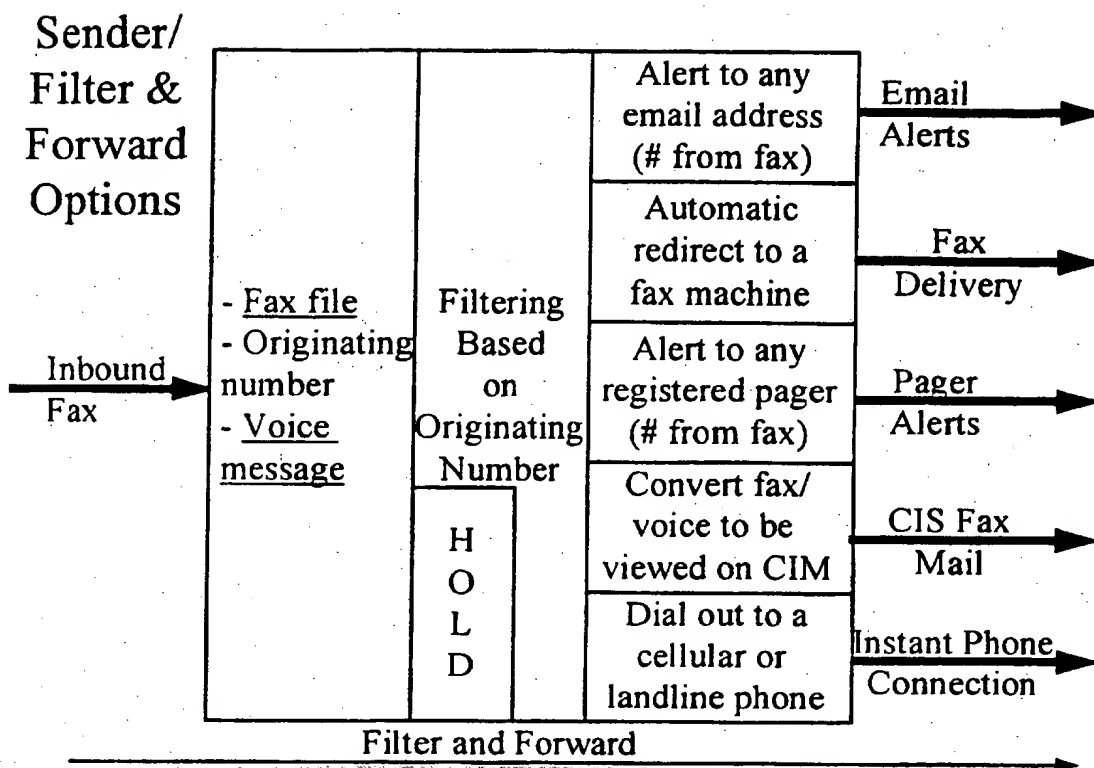 Sender/
Filter &
Forward
Options
Inbound
Fax
- Fax file
- Originating
number
- Voice
message
Filtering
Based
on
Originating
Number
H
O
L
D
Alert to any
email address
(# from fax)
Automatic
redirect to a
fax machine
Alert to any
registered pager
(# from fax)
Convert fax/
voice to be
viewed on CIM
Dial out to a
cellular or
landline phone
Email
Alerts
Fax
Delivery
Pager
Alerts
CIS Fax
Mail
Instant Phone
Connection
Filter and Forward